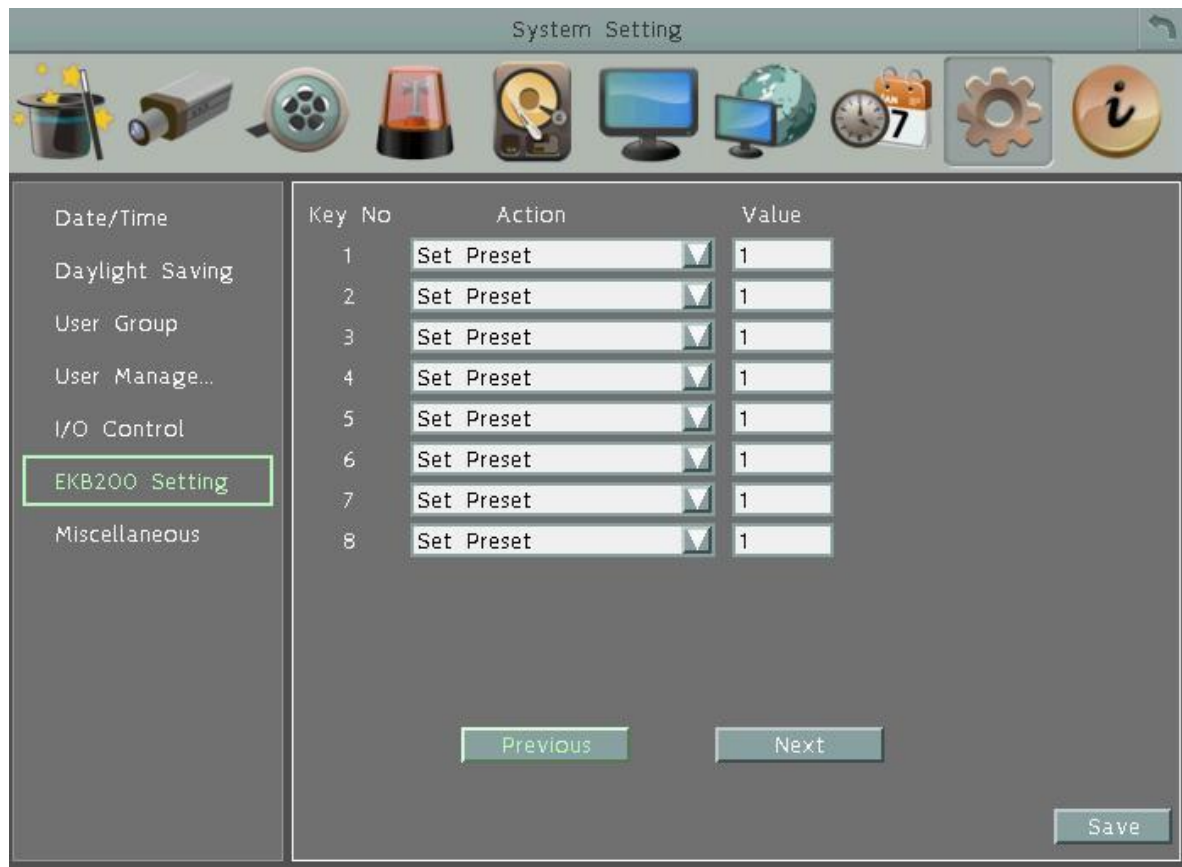 System Setting
JAN
7
i
Date/Time
Daylight Saving
User Group
User Manage...
I/O Control
EKB200 Setting
Miscellaneous
Key No Action Value
1 Set Preset 1
2 Set Preset 1
3 Set Preset 1
4 Set Preset 1
5 Set Preset 1
6 Set Preset 1
7 Set Preset 1
8 Set Preset 1
Previous Next
Save